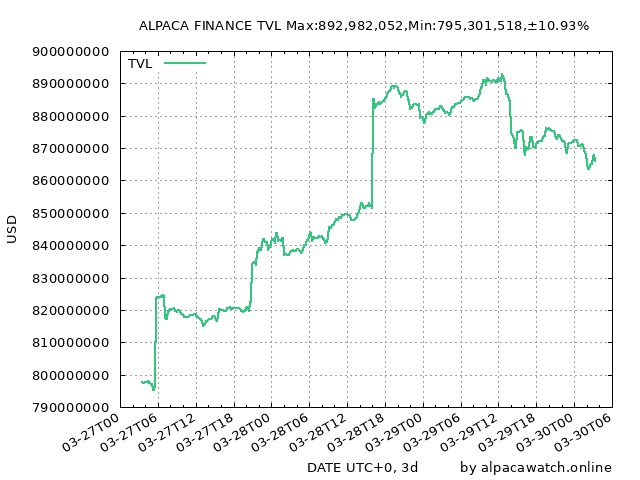 ALPACA FINANCE TVL Max:892,982,052,Min:795,301,518,±10.93%
TVL
900000000
890000000
880000000
870000000
860000000
850000000
840000000
830000000
820000000
810000000
800000000
790000000
USD
03-27T00
03-27T06
03-27T12
03-27T18
03-28T00
03-28T06
03-28T12
03-28T18
03-29T00
03-29T06
03-29T12
03-29T18
03-30T00
03-30T06
DATE UTC+0, 3d
by alpacawatch.online